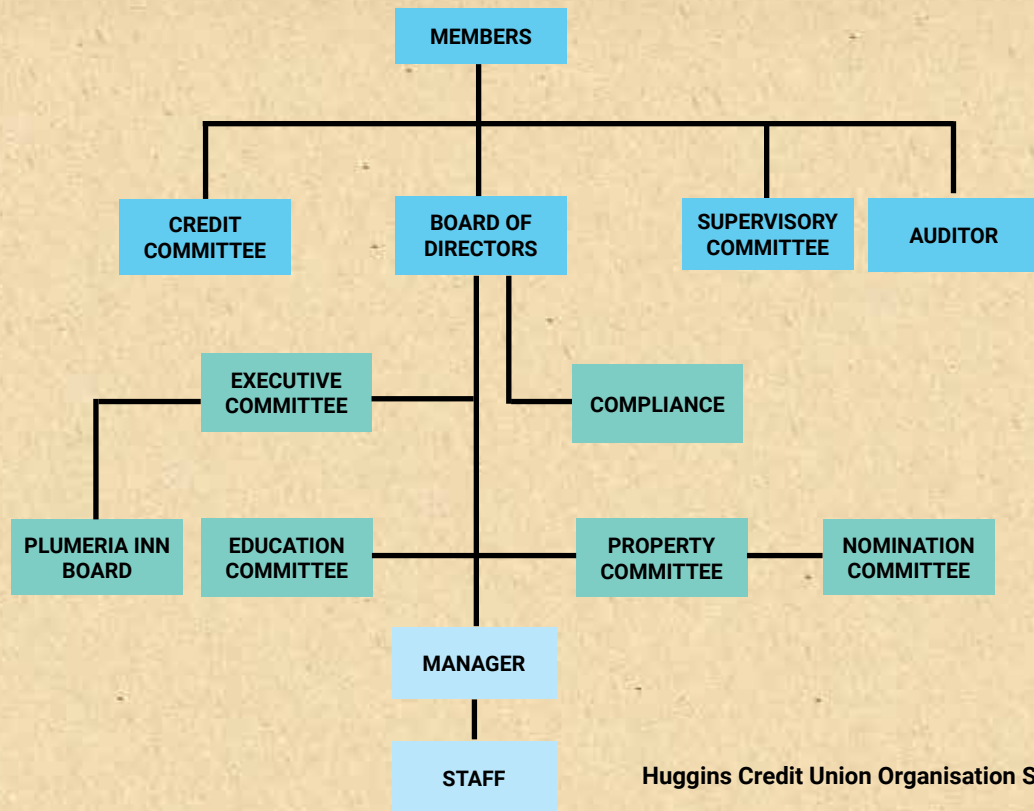 MEMBERS
CREDIT
COMMITTEE
BOARD OF
DIRECTORS
SUPERVISORY
COMMITTEE
AUDITOR
EXECUTIVE
COMMITTEE
COMPLIANCE
PLUMERIA INN
BOARD
EDUCATION
COMMITTEE
PROPERTY
COMMITTEE
NOMINATION
COMMITTEE
MANAGER
STAFF
Huggins Credit Union Organisation S